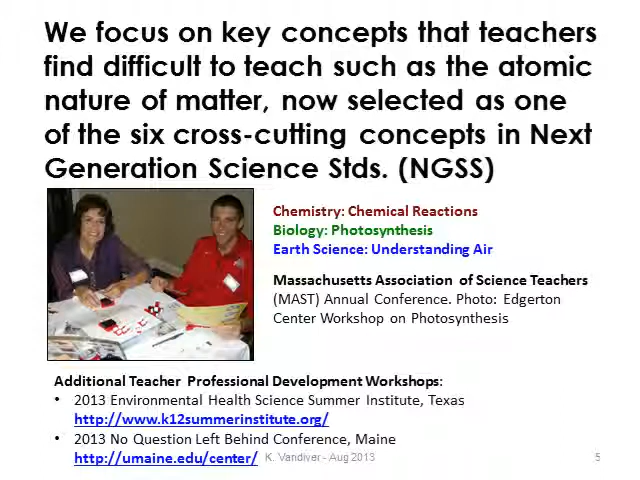 We focus on key concepts that teachers
find difficult to teach such as the atomic
nature of matter, now selected as one
of the six cross-cutting concepts in Next
Generation Science Stds. (NGSS)
Chemistry: Chemical Reactions
Biology: Photosynthesis
Earth Science: Understanding Air
Massachusetts Association of Science Teachers
(MAST) Annual Conference. Photo: Edgerton
Center Workshop on Photosynthesis
Additional Teacher Professional Development Workshops:
• 2013 Environmental Health Science Summer Institute, Texas
http://www.k12summerinstitute.org/
• 2013 No Question Left Behind Conference, Maine
http://umaine.edu/center/
K. Vandiver - Aug 2013
5